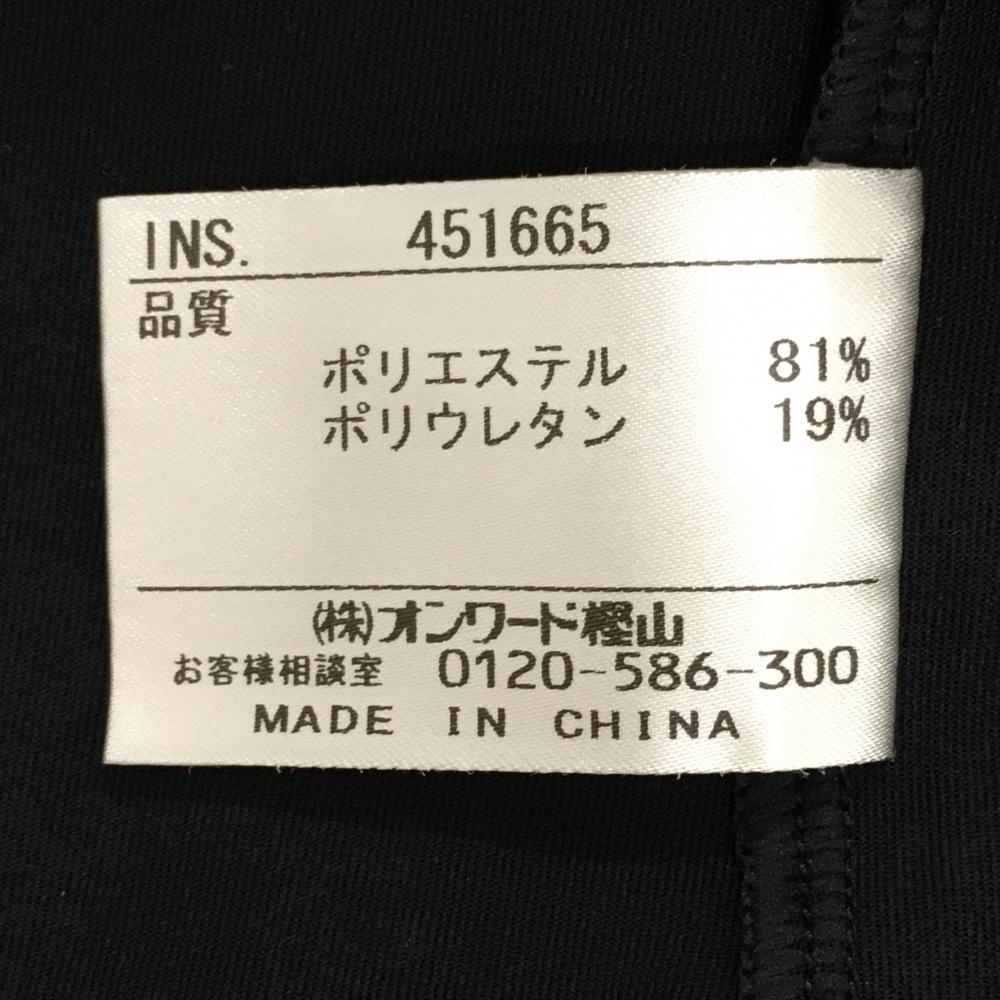 INS. 451665
品質
ポリエステル 81%
ポリウレタン 19%
㈱オンワード樫山
お客様相談室 0120-586-300
MADE IN CHINA